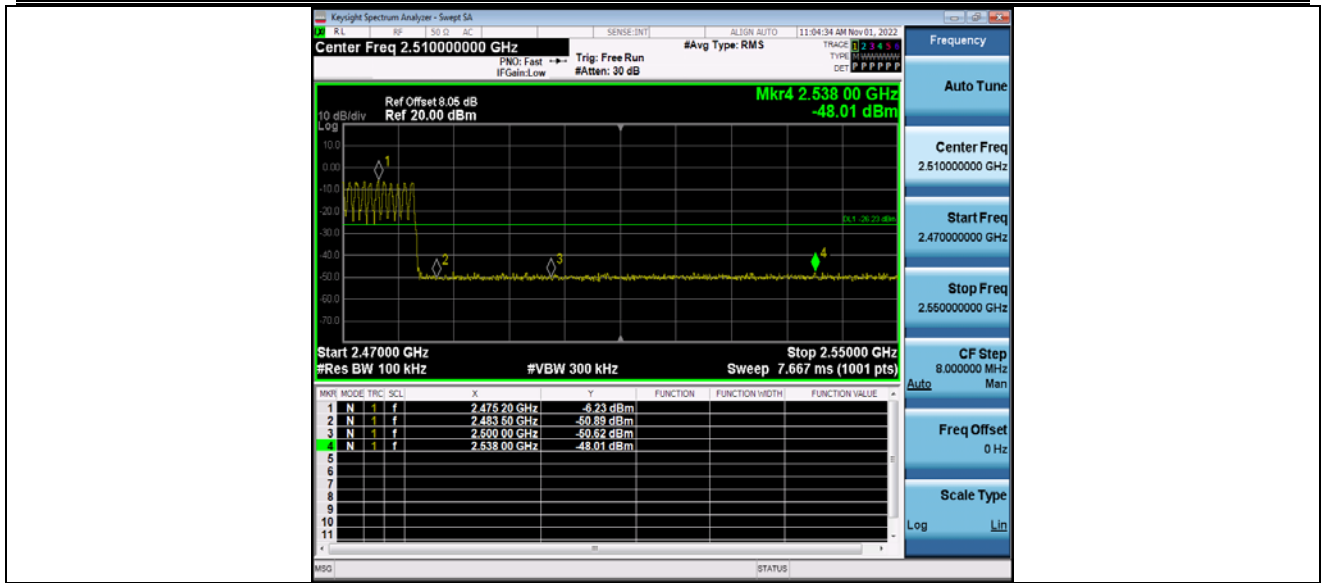 Keysight Spectrum Analyzer - Swept SA
RL RF 50 Ω AC SENSE:INT ALIGN AUTO 11:04:34 AM Nov 01, 2022
Center Freq 2.510000000 GHz
PNO: Fast
IFGain:Low
Trig: Free Run
#Atten: 30 dB
#Avg Type: RMS
TRACE 1 2 3 4 5 6
TYPE M W W W W W
DET P P P P P P
Mkr4 2.538 00 GHz
-48.01 dBm
Ref Offset 8.05 dB
10 dB/div Ref 20.00 dBm
Log
10.0
0.00
-10.0
-20.0
-30.0
-40.0
-50.0
-60.0
-70.0
1
2
3
4
DL1 -26.23 dBm
Start 2.47000 GHz Stop 2.55000 GHz
#Res BW 100 kHz #VBW 300 kHz Sweep 7.667 ms (1001 pts)
MKR MODE TRC SCL X Y FUNCTION FUNCTION WIDTH FUNCTION VALUE
1 N 1 f 2.475 20 GHz -6.23 dBm
2 N 1 f 2.483 50 GHz -50.89 dBm
3 N 1 f 2.500 00 GHz -50.62 dBm
4 N 1 f 2.538 00 GHz -48.01 dBm
5
6
7
8
9
10
11
MSG STATUS
Frequency
Auto Tune
Center Freq
2.510000000 GHz
Start Freq
2.470000000 GHz
Stop Freq
2.550000000 GHz
CF Step
8.000000 MHz
Auto Man
Freq Offset
0 Hz
Scale Type
Log Lin